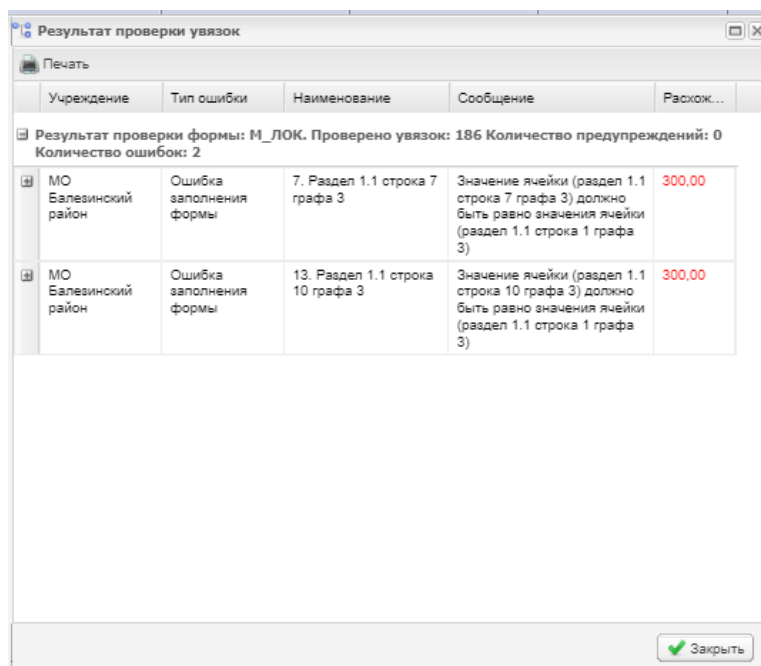 Результат проверки увязок
Печать
Учреждение Тип ошибки Наименование Сообщение Расхож...
Результат проверки формы: М_ЛОК. Проверено увязок: 186 Количество предупреждений: 0
Количество ошибок: 2
МО Ошибка 7. Раздел 1.1 строка 7 Значение ячейки (раздел 1.1 300,00
Балезинский заполнения графа 3 строка 7 графа 3) должно
район формы быть равно значения ячейки
(раздел 1.1 строка 1 графа
3)
МО Ошибка 13. Раздел 1.1 строка Значение ячейки (раздел 1.1 300,00
Балезинский заполнения 10 графа 3 строка 10 графа 3) должно
район формы быть равно значения ячейки
(раздел 1.1 строка 1 графа
3)
Закрыть